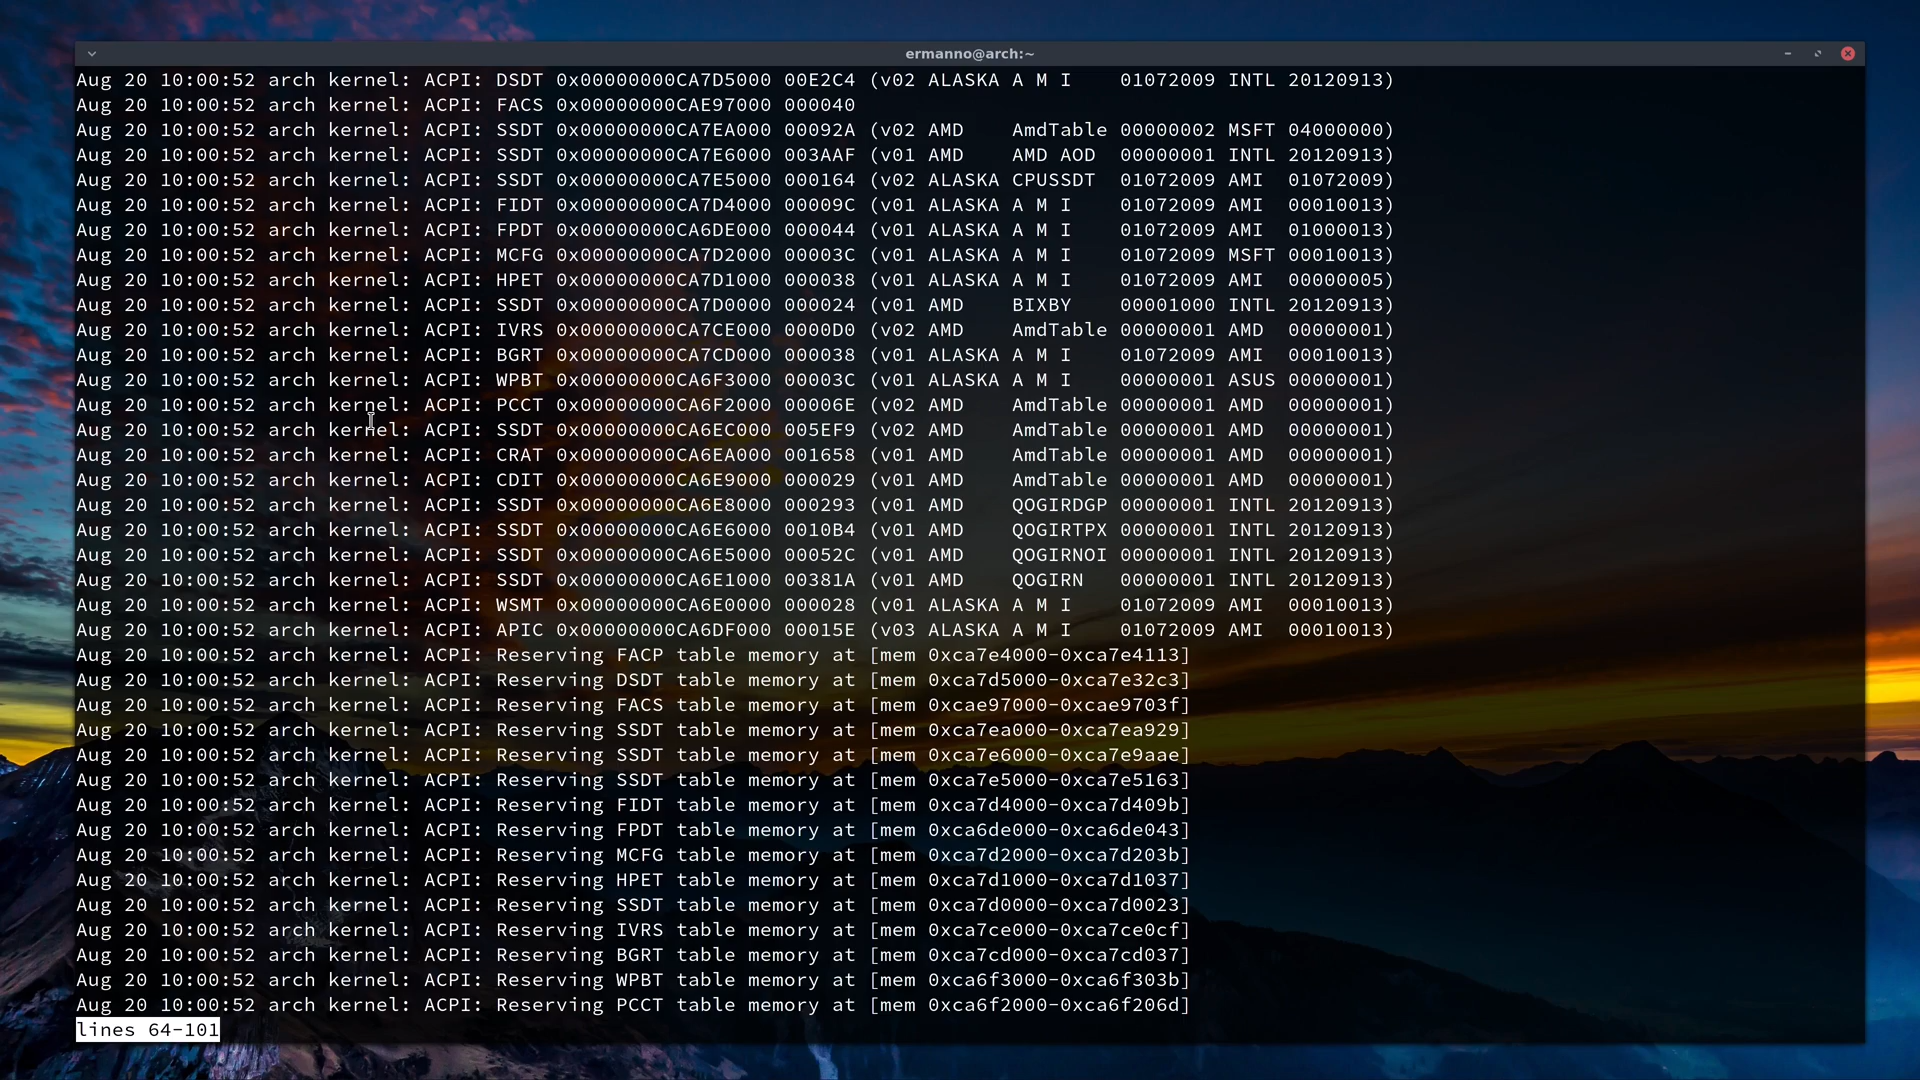 ermanno@arch:~
Aug 20 10:00:52 arch kernel: ACPI: DSDT 0x00000000CA7D5000 00E2C4 (v02 ALASKA A M I    01072009 INTL 20120913)
Aug 20 10:00:52 arch kernel: ACPI: FACS 0x00000000CAE97000 000040
Aug 20 10:00:52 arch kernel: ACPI: SSDT 0x00000000CA7EA000 00092A (v02 AMD    AmdTable 00000002 MSFT 04000000)
Aug 20 10:00:52 arch kernel: ACPI: SSDT 0x00000000CA7E6000 003AAF (v01 AMD    AMD AOD  00000001 INTL 20120913)
Aug 20 10:00:52 arch kernel: ACPI: SSDT 0x00000000CA7E5000 000164 (v02 ALASKA CPUSSDT  01072009 AMI  01072009)
Aug 20 10:00:52 arch kernel: ACPI: FIDT 0x00000000CA7D4000 00009C (v01 ALASKA A M I    01072009 AMI  00010013)
Aug 20 10:00:52 arch kernel: ACPI: FPDT 0x00000000CA6DE000 000044 (v01 ALASKA A M I    01072009 AMI  01000013)
Aug 20 10:00:52 arch kernel: ACPI: MCFG 0x00000000CA7D2000 00003C (v01 ALASKA A M I    01072009 MSFT 00010013)
Aug 20 10:00:52 arch kernel: ACPI: HPET 0x00000000CA7D1000 000038 (v01 ALASKA A M I    01072009 AMI  00000005)
Aug 20 10:00:52 arch kernel: ACPI: SSDT 0x00000000CA7D0000 000024 (v01 AMD    BIXBY    00001000 INTL 20120913)
Aug 20 10:00:52 arch kernel: ACPI: IVRS 0x00000000CA7CE000 0000D0 (v02 AMD    AmdTable 00000001 AMD  00000001)
Aug 20 10:00:52 arch kernel: ACPI: BGRT 0x00000000CA7CD000 000038 (v01 ALASKA A M I    01072009 AMI  00010013)
Aug 20 10:00:52 arch kernel: ACPI: WPBT 0x00000000CA6F3000 00003C (v01 ALASKA A M I    00000001 ASUS 00000001)
Aug 20 10:00:52 arch kernel: ACPI: PCCT 0x00000000CA6F2000 00006E (v02 AMD    AmdTable 00000001 AMD  00000001)
Aug 20 10:00:52 arch kernel: ACPI: SSDT 0x00000000CA6EC000 005EF9 (v02 AMD    AmdTable 00000001 AMD  00000001)
Aug 20 10:00:52 arch kernel: ACPI: CRAT 0x00000000CA6EA000 001658 (v01 AMD    AmdTable 00000001 AMD  00000001)
Aug 20 10:00:52 arch kernel: ACPI: CDIT 0x00000000CA6E9000 000029 (v01 AMD    AmdTable 00000001 AMD  00000001)
Aug 20 10:00:52 arch kernel: ACPI: SSDT 0x00000000CA6E8000 000293 (v01 AMD    QOGIRDGP 00000001 INTL 20120913)
Aug 20 10:00:52 arch kernel: ACPI: SSDT 0x00000000CA6E6000 0010B4 (v01 AMD    QOGIRTPX 00000001 INTL 20120913)
Aug 20 10:00:52 arch kernel: ACPI: SSDT 0x00000000CA6E5000 00052C (v01 AMD    QOGIRNOI 00000001 INTL 20120913)
Aug 20 10:00:52 arch kernel: ACPI: SSDT 0x00000000CA6E1000 00381A (v01 AMD    QOGIRN   00000001 INTL 20120913)
Aug 20 10:00:52 arch kernel: ACPI: WSMT 0x00000000CA6E0000 000028 (v01 ALASKA A M I    01072009 AMI  00010013)
Aug 20 10:00:52 arch kernel: ACPI: APIC 0x00000000CA6DF000 00015E (v03 ALASKA A M I    01072009 AMI  00010013)
Aug 20 10:00:52 arch kernel: ACPI: Reserving FACP table memory at [mem 0xca7e4000-0xca7e4113]
Aug 20 10:00:52 arch kernel: ACPI: Reserving DSDT table memory at [mem 0xca7d5000-0xca7e32c3]
Aug 20 10:00:52 arch kernel: ACPI: Reserving FACS table memory at [mem 0xcae97000-0xcae9703f]
Aug 20 10:00:52 arch kernel: ACPI: Reserving SSDT table memory at [mem 0xca7ea000-0xca7ea929]
Aug 20 10:00:52 arch kernel: ACPI: Reserving SSDT table memory at [mem 0xca7e6000-0xca7e9aae]
Aug 20 10:00:52 arch kernel: ACPI: Reserving SSDT table memory at [mem 0xca7e5000-0xca7e5163]
Aug 20 10:00:52 arch kernel: ACPI: Reserving FIDT table memory at [mem 0xca7d4000-0xca7d409b]
Aug 20 10:00:52 arch kernel: ACPI: Reserving FPDT table memory at [mem 0xca6de000-0xca6de043]
Aug 20 10:00:52 arch kernel: ACPI: Reserving MCFG table memory at [mem 0xca7d2000-0xca7d203b]
Aug 20 10:00:52 arch kernel: ACPI: Reserving HPET table memory at [mem 0xca7d1000-0xca7d1037]
Aug 20 10:00:52 arch kernel: ACPI: Reserving SSDT table memory at [mem 0xca7d0000-0xca7d0023]
Aug 20 10:00:52 arch kernel: ACPI: Reserving IVRS table memory at [mem 0xca7ce000-0xca7ce0cf]
Aug 20 10:00:52 arch kernel: ACPI: Reserving BGRT table memory at [mem 0xca7cd000-0xca7cd037]
Aug 20 10:00:52 arch kernel: ACPI: Reserving WPBT table memory at [mem 0xca6f3000-0xca6f303b]
Aug 20 10:00:52 arch kernel: ACPI: Reserving PCCT table memory at [mem 0xca6f2000-0xca6f206d]
lines 64-101